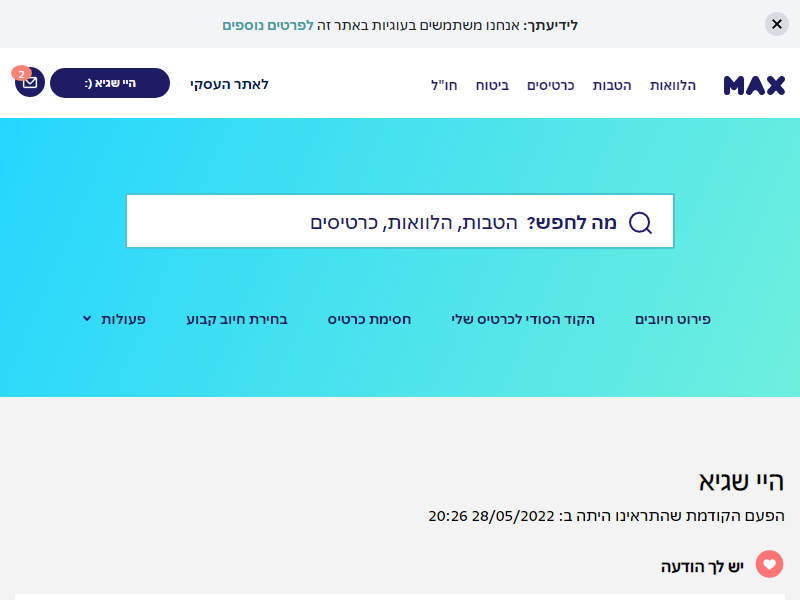 לידיעתך: אנחנו משתמשים בעוגיות באתר זה לפרטים נוספים
MAX
הלוואות
הטבות
כרטיסים
ביטוח
חו"ל
לאתר העסקי
היי שגיא (:
2
מה לחפש? הטבות, הלוואות, כרטיסים
פירוט חיובים
הקוד הסודי לכרטיס שלי
חסימת כרטיס
בחירת חיוב קבוע
פעולות
היי שגיא
הפעם הקודמת שהתראינו היתה ב: 28/05/2022 20:26
יש לך הודעה